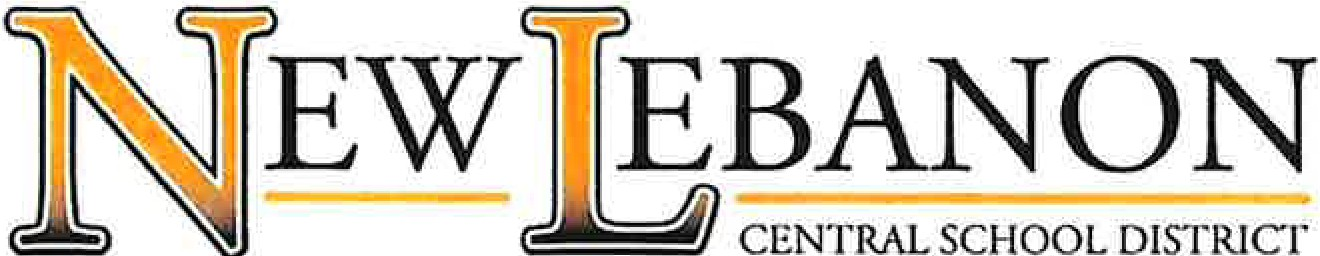 NEW LEBANON
CENTRAL SCHOOL DISTRICT